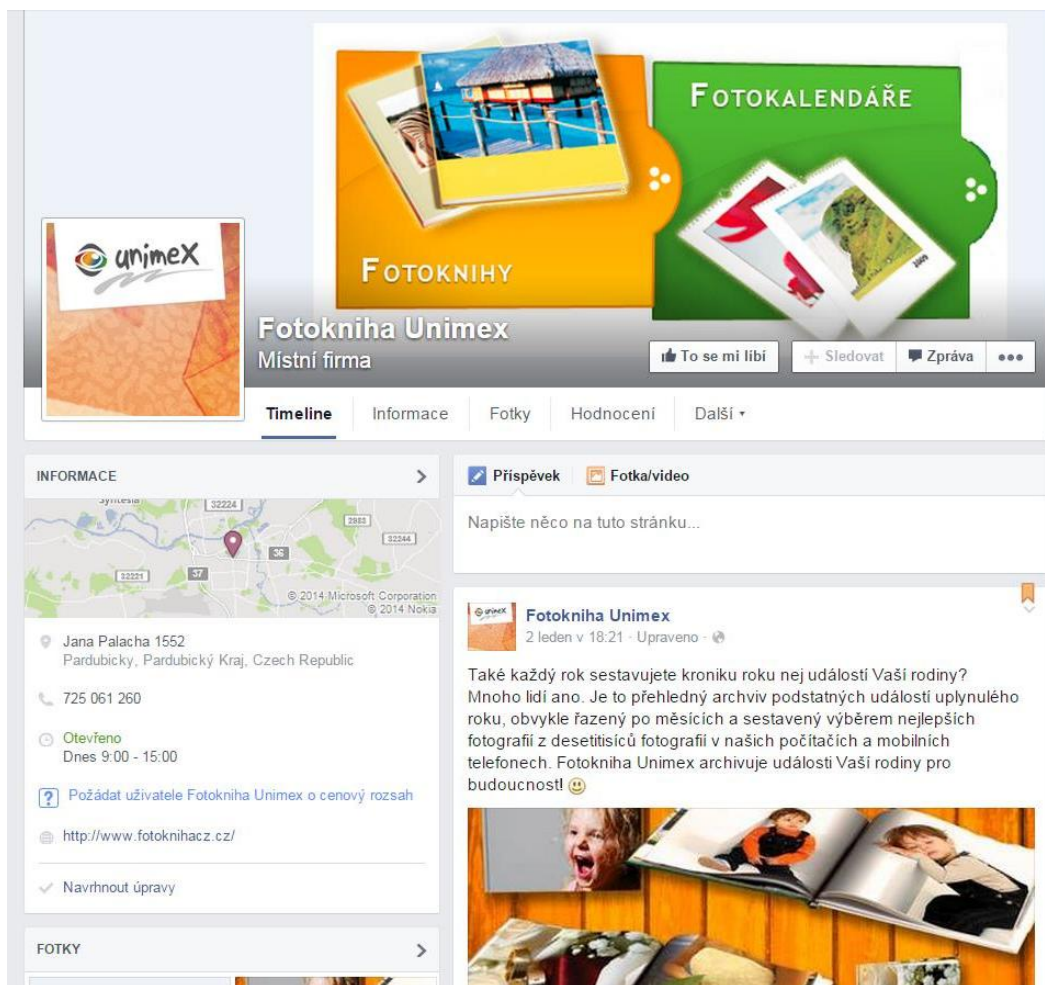 FOTOKALENDÁŘE
2009
unimex
FOTOKNIHY
Fotokniha Unimex
Místní firma
To se mi líbí
Sledovat
Zpráva
Timeline
Informace
Fotky
Hodnocení
Další
INFORMACE
Synthesia
32224
2983
32244
36
37
32221
© 2014 Microsoft Corporation
© 2014 Nokia
Jana Palacha 1552
Pardubicky, Pardubický Kraj, Czech Republic
725 061 260
Otevřeno
Dnes 9:00 - 15:00
Požádat uživatele Fotokniha Unimex o cenový rozsah
http://www.fotoknihacz.cz/
Navrhnout úpravy
FOTKY
Příspěvek
Fotka/video
Napište něco na tuto stránku...
unimex
Fotokniha Unimex
2 leden v 18:21 · Upraveno ·
Také každý rok sestavujete kroniku roku nej událostí Vaší rodiny?
Mnoho lidí ano. Je to přehledný archviv podstatných událostí uplynulého
roku, obvykle řazený po měsících a sestavený výběrem nejlepších
fotografií z desetitisíců fotografií v našich počítačích a mobilních
telefonech. Fotokniha Unimex archivuje události Vaší rodiny pro
budoucnost!